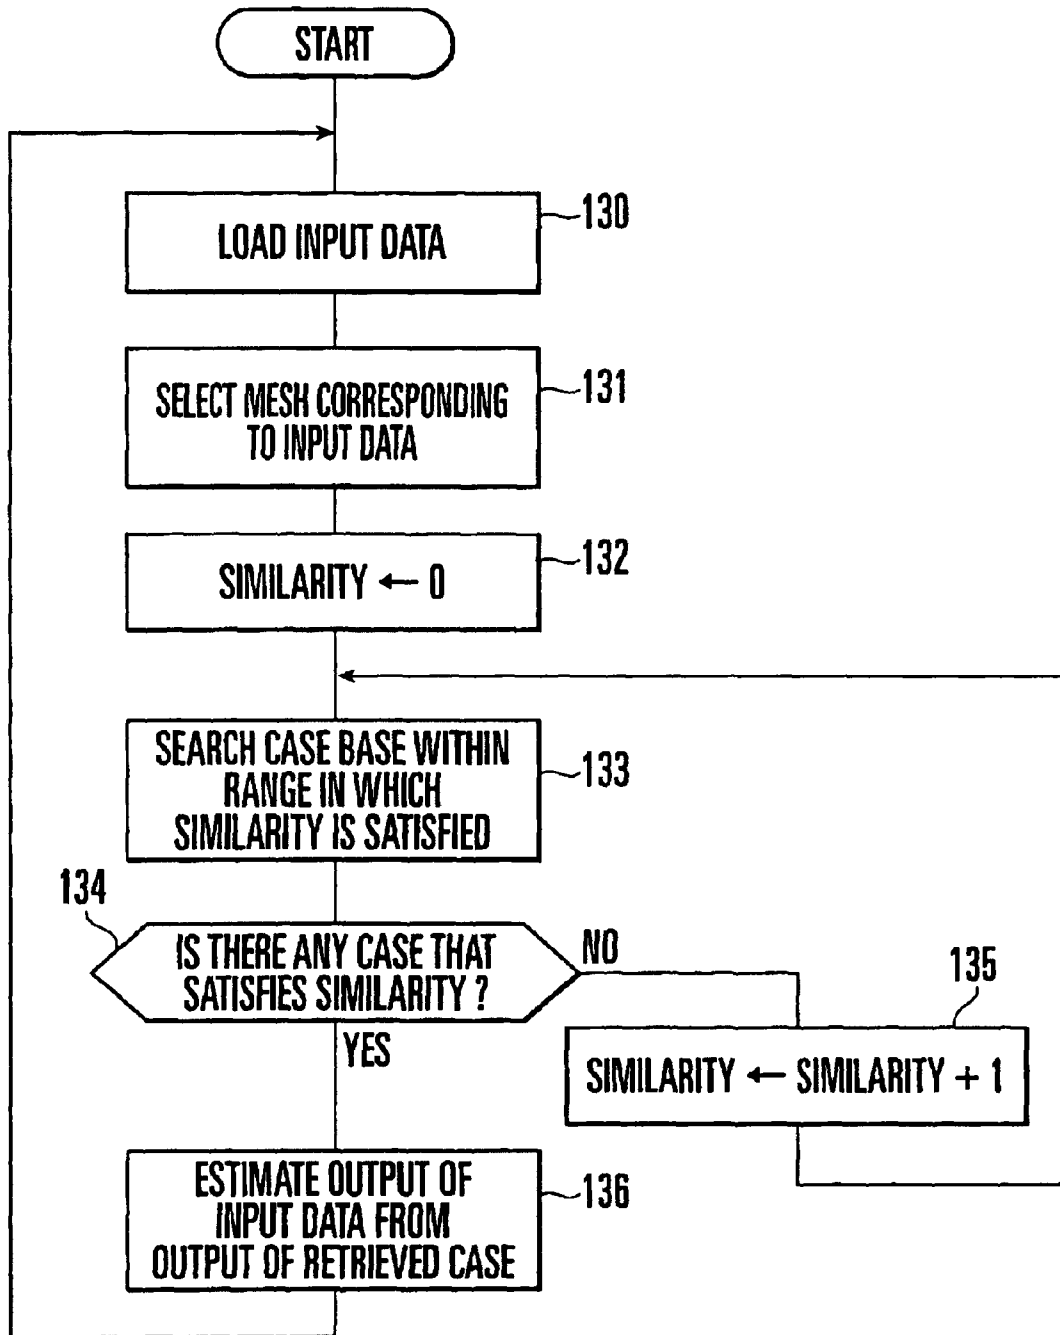 START
LOAD INPUT DATA
130
SELECT MESH CORRESPONDING
TO INPUT DATA
131
SIMILARITY ← 0
132
SEARCH CASE BASE WITHIN
RANGE IN WHICH
SIMILARITY IS SATISFIED
133
134
IS THERE ANY CASE THAT
SATISFIES SIMILARITY ?
NO
YES
135
SIMILARITY ← SIMILARITY + 1
ESTIMATE OUTPUT OF
INPUT DATA FROM
OUTPUT OF RETRIEVED CASE
136